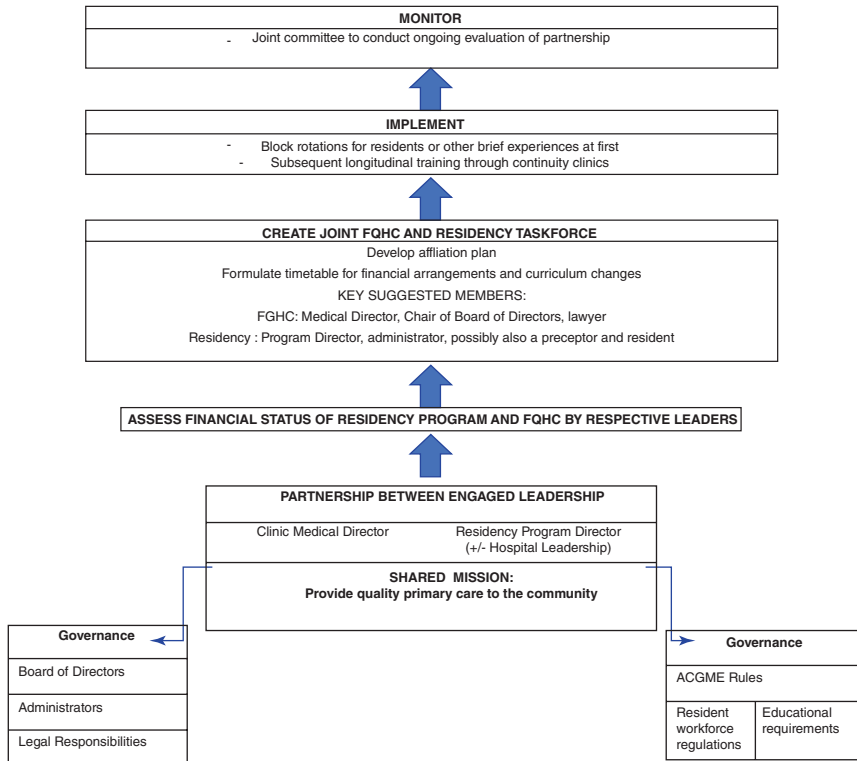 MONITOR
- Joint committee to conduct ongoing evaluation of partnership
IMPLEMENT
- Block rotations for residents or other brief experiences at first
- Subsequent longitudinal training through continuity clinics
CREATE JOINT FQHC AND RESIDENCY TASKFORCE
Develop affliation plan
Formulate timetable for financial arrangements and curriculum changes
KEY SUGGESTED MEMBERS:
FGHC: Medical Director, Chair of Board of Directors, lawyer
Residency : Program Director, administrator, possibly also a preceptor and resident
ASSESS FINANCIAL STATUS OF RESIDENCY PROGRAM AND FQHC BY RESPECTIVE LEADERS
PARTNERSHIP BETWEEN ENGAGED LEADERSHIP
Clinic Medical Director
Residency Program Director
(+/- Hospital Leadership)
SHARED MISSION:
Provide quality primary care to the community
Governance
Board of Directors
Administrators
Legal Responsibilities
Governance
ACGME Rules
Resident
workforce
regulations
Educational
requirements